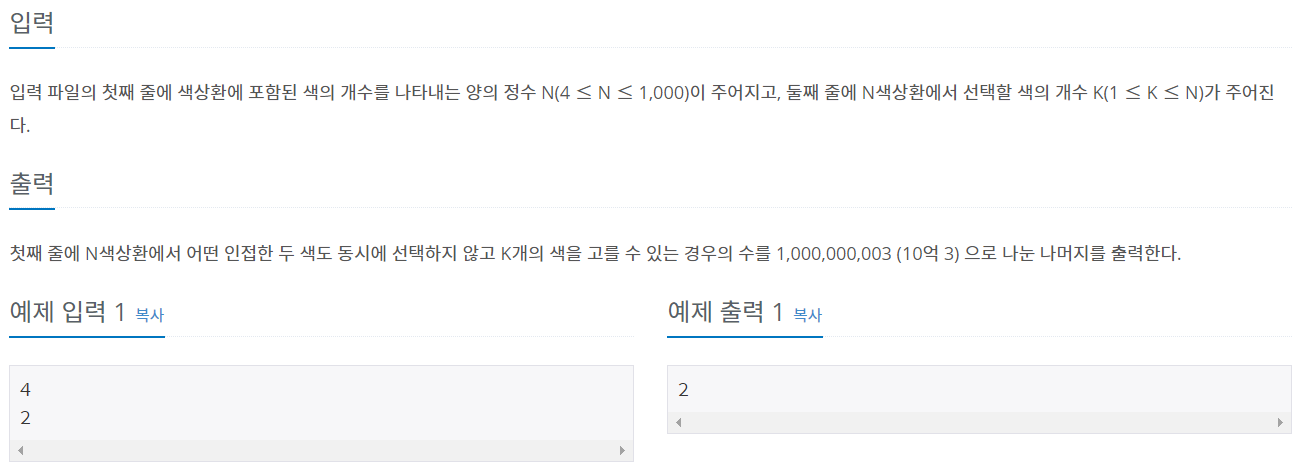 입력
입력 파일의 첫째 줄에 색상환에 포함된 색의 개수를 나타내는 양의 정수 N(4 ≤ N ≤ 1,000)이 주어지고, 둘째 줄에 N색상환에서 선택할 색의 개수 K(1 ≤ K ≤ N)가 주어진
다.
출력
첫째 줄에 N색상환에서 어떤 인접한 두 색도 동시에 선택하지 않고 K개의 색을 고를 수 있는 경우의 수를 1,000,000,003 (10억 3) 으로 나눈 나머지를 출력한다.
예제 입력 1 복사
4
2
예제 출력 1 복사
2